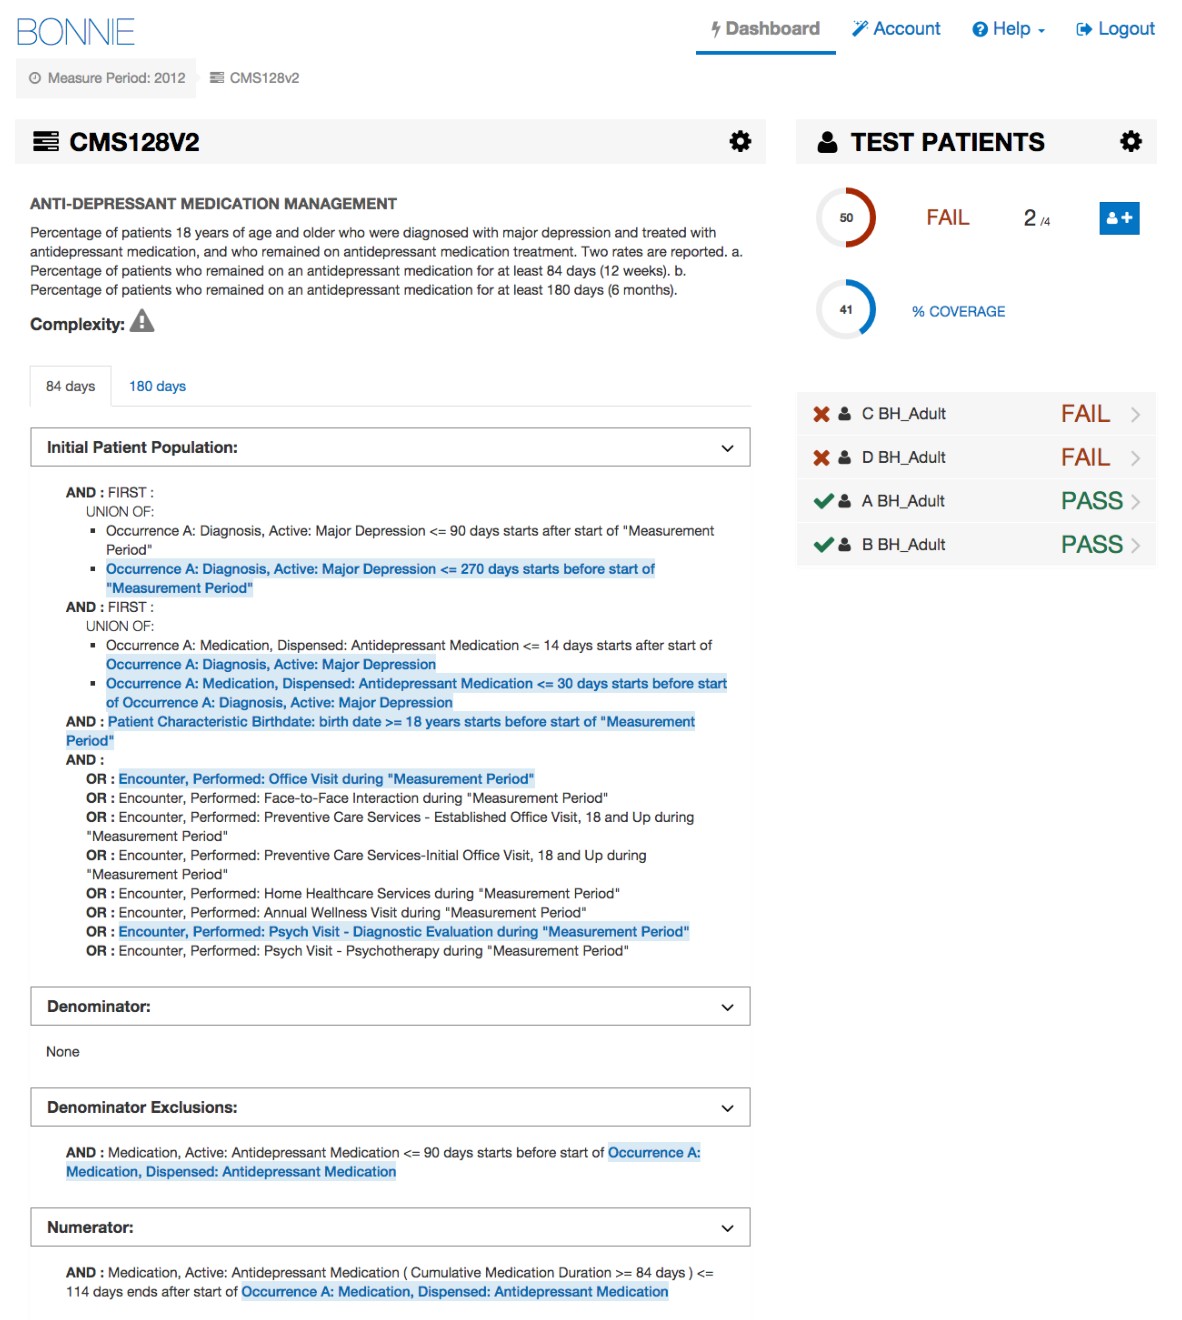 BONNIE
Dashboard Account Help Logout
Measure Period: 2012 CMS128v2
CMS128V2
ANTI-DEPRESSANT MEDICATION MANAGEMENT
Percentage of patients 18 years of age and older who were diagnosed with major depression and treated with
antidepressant medication, and who remained on antidepressant medication treatment. Two rates are reported. a.
Percentage of patients who remained on an antidepressant medication for at least 84 days (12 weeks). b.
Percentage of patients who remained on an antidepressant medication for at least 180 days (6 months).
Complexity:
84 days 180 days
Initial Patient Population:
AND : FIRST :
UNION OF:
▪ Occurrence A: Diagnosis, Active: Major Depression <= 90 days starts after start of "Measurement
Period"
▪ Occurrence A: Diagnosis, Active: Major Depression <= 270 days starts before start of
"Measurement Period"
AND : FIRST :
UNION OF:
▪ Occurrence A: Medication, Dispensed: Antidepressant Medication <= 14 days starts after start of
Occurrence A: Diagnosis, Active: Major Depression
▪ Occurrence A: Medication, Dispensed: Antidepressant Medication <= 30 days starts before start
of Occurrence A: Diagnosis, Active: Major Depression
AND : Patient Characteristic Birthdate: birth date >= 18 years starts before start of "Measurement
Period"
AND :
OR : Encounter, Performed: Office Visit during "Measurement Period"
OR : Encounter, Performed: Face-to-Face Interaction during "Measurement Period"
OR : Encounter, Performed: Preventive Care Services - Established Office Visit, 18 and Up during
"Measurement Period"
OR : Encounter, Performed: Preventive Care Services-Initial Office Visit, 18 and Up during
"Measurement Period"
OR : Encounter, Performed: Home Healthcare Services during "Measurement Period"
OR : Encounter, Performed: Annual Wellness Visit during "Measurement Period"
OR : Encounter, Performed: Psych Visit - Diagnostic Evaluation during "Measurement Period"
OR : Encounter, Performed: Psych Visit - Psychotherapy during "Measurement Period"
Denominator:
None
Denominator Exclusions:
AND : Medication, Active: Antidepressant Medication <= 90 days starts before start of Occurrence A:
Medication, Dispensed: Antidepressant Medication
Numerator:
AND : Medication, Active: Antidepressant Medication ( Cumulative Medication Duration >= 84 days ) <=
114 days ends after start of Occurrence A: Medication, Dispensed: Antidepressant Medication
TEST PATIENTS
50 FAIL 2 /4
41 % COVERAGE
C BH_Adult FAIL
D BH_Adult FAIL
A BH_Adult PASS
B BH_Adult PASS